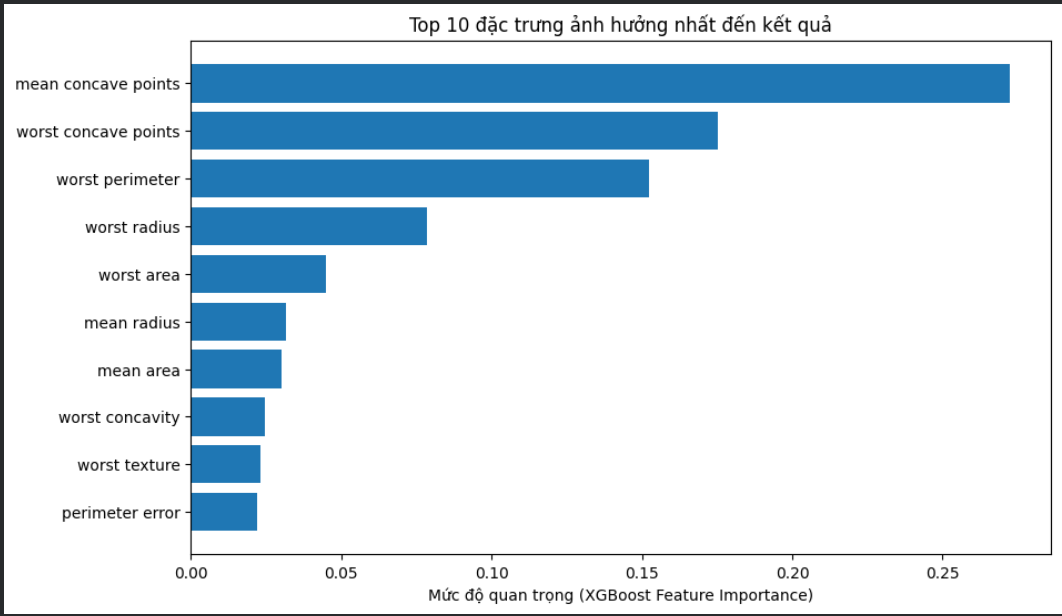 Top 10 đặc trưng ảnh hưởng nhất đến kết quả
mean concave points
worst concave points
worst perimeter
worst radius
worst area
mean radius
mean area
worst concavity
worst texture
perimeter error
0.00 0.05 0.10 0.15 0.20 0.25
Mức độ quan trọng (XGBoost Feature Importance)